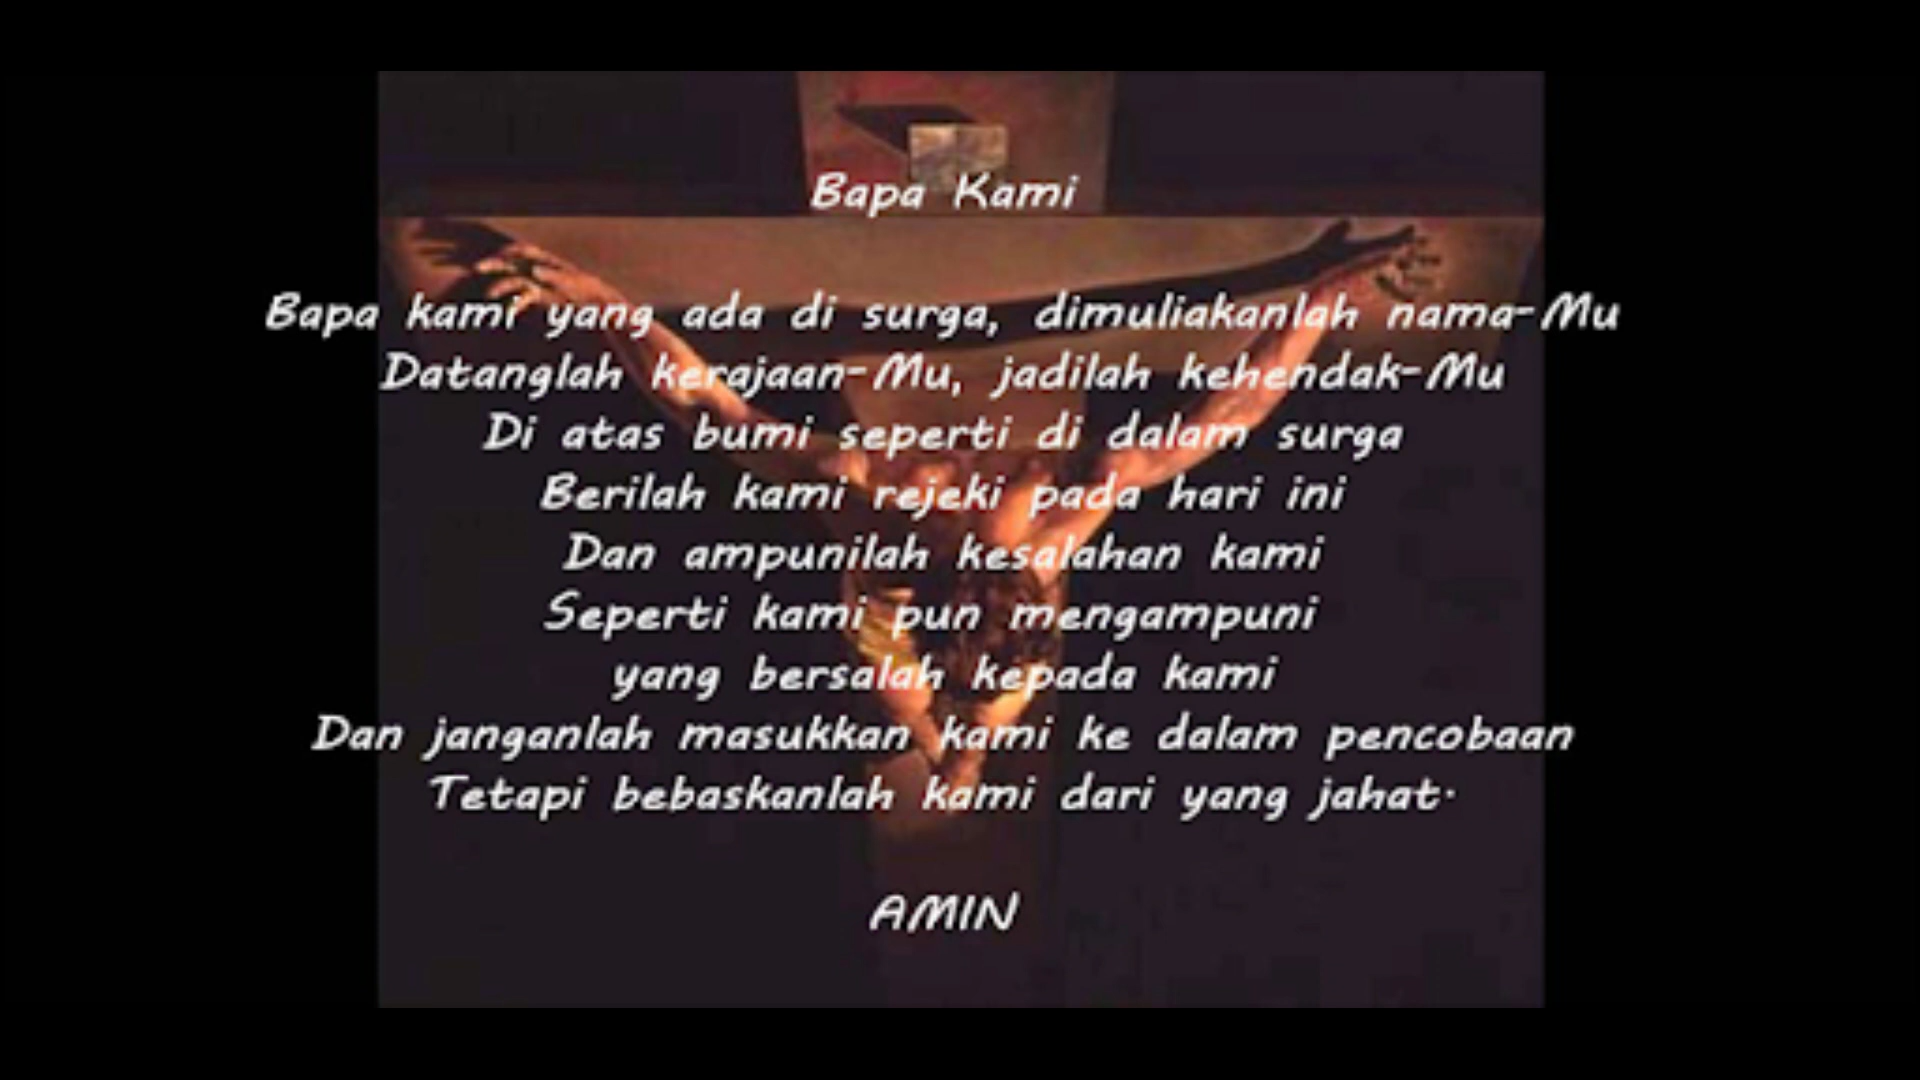 Bapa Kami
Bapa kami yang ada di surga, dimuliakanlah nama-Mu
Datanglah kerajaan-Mu, jadilah kehendak-Mu
Di atas bumi seperti di dalam surga
Berilah kami rejeki pada hari ini
Dan ampunilah kesalahan kami
Seperti kami pun mengampuni
yang bersalah kepada kami
Dan janganlah masukkan kami ke dalam pencobaan
Tetapi bebaskanlah kami dari yang jahat.
AMIN